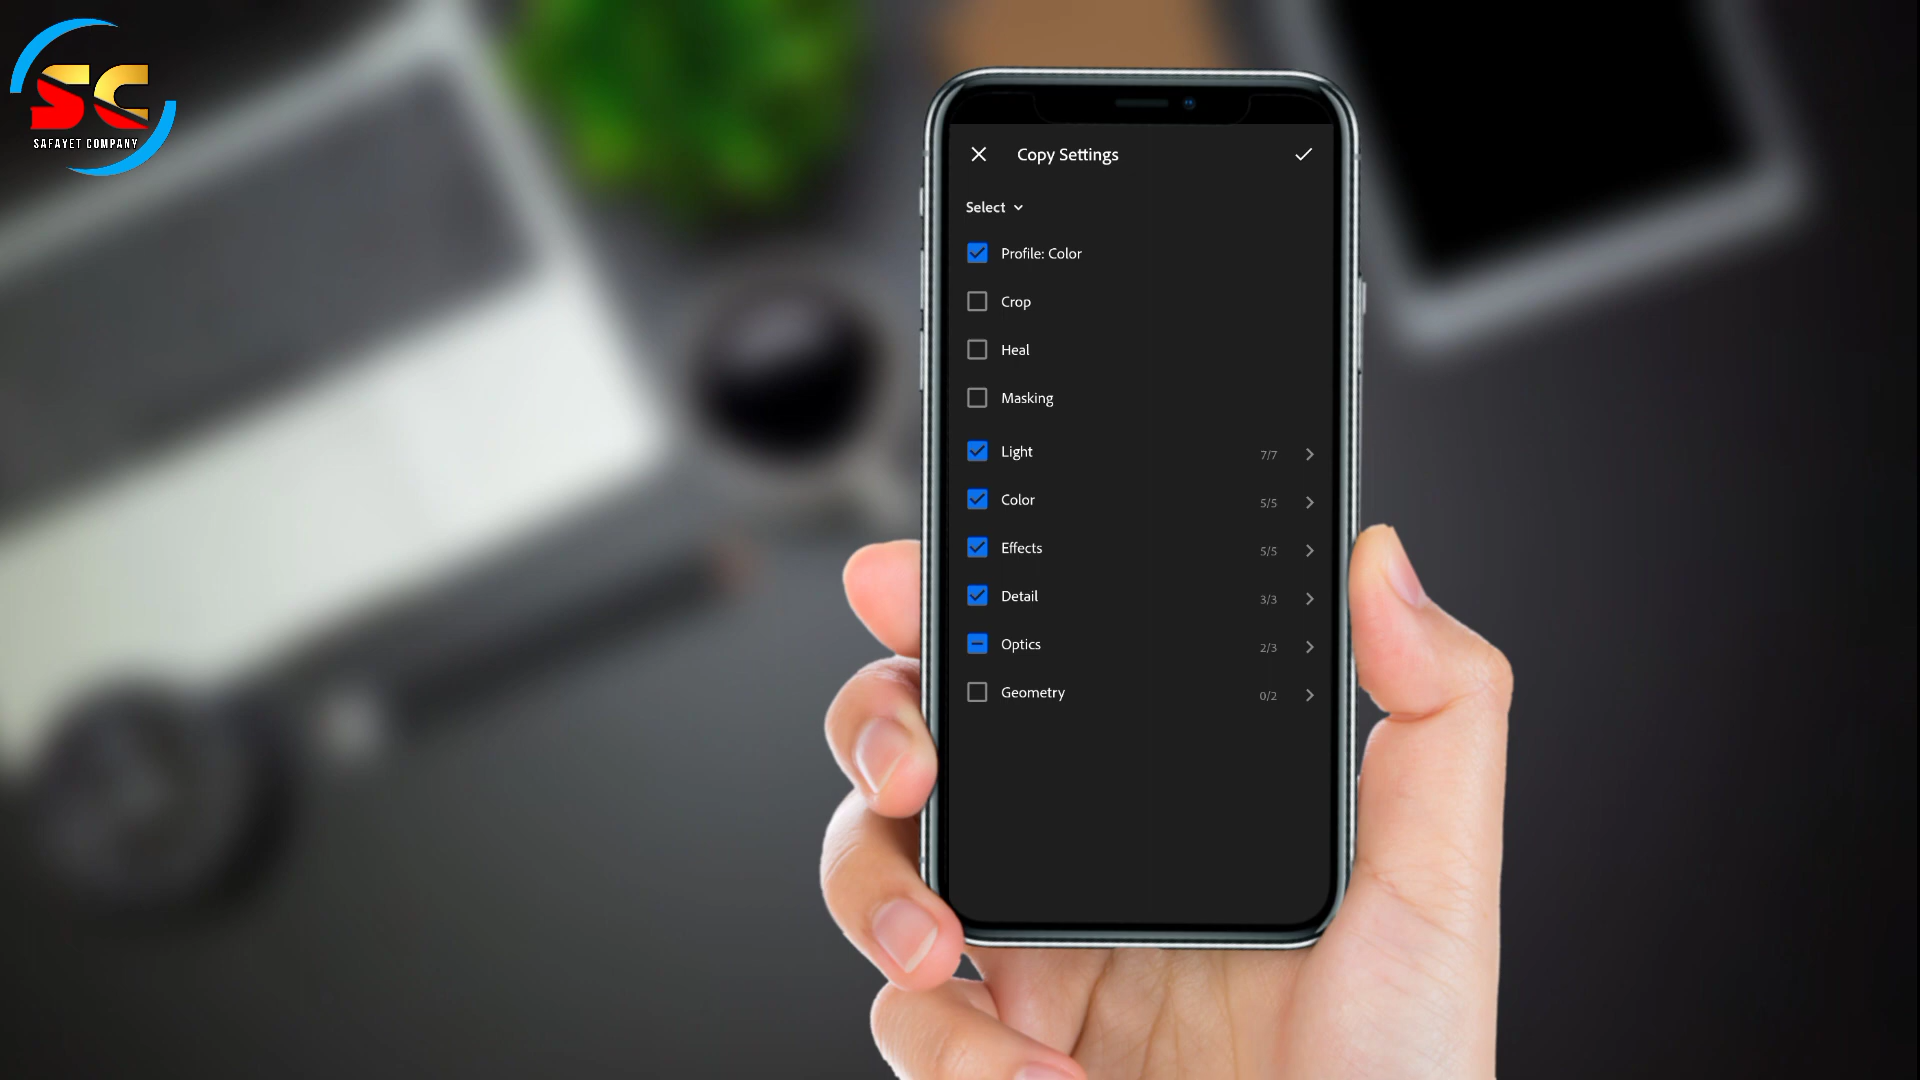 SC
SAFAYET COMPANY
Copy Settings
Select
Profile: Color
Crop
Heal
Masking
Light 7/7
Color 5/5
Effects 5/5
Detail 3/3
Optics 2/3
Geometry 0/2